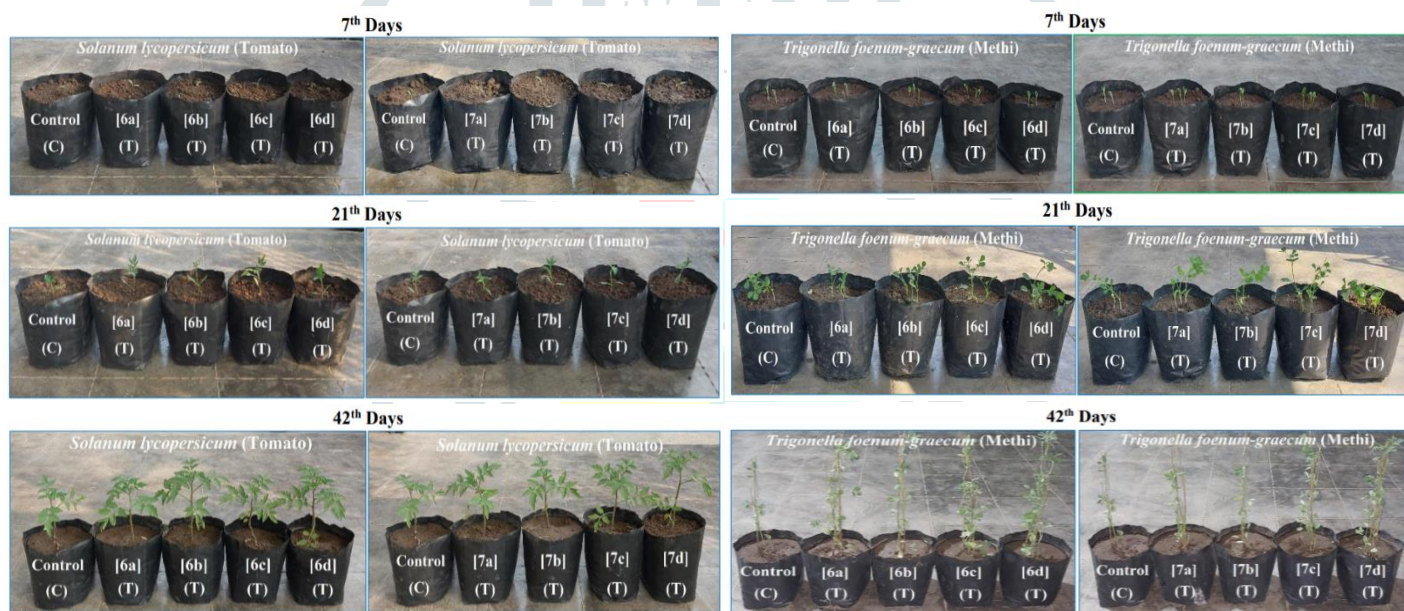 7th Days
Solanum lycopersicum (Tomato)
Control [6a] [6b] [6c] [6d]
(C) (T) (T) (T) (T)
Solanum lycopersicum (Tomato)
Control [7a] [7b] [7c] [7d]
(C) (T) (T) (T) (T)
21th Days
Solanum lycopersicum (Tomato)
Control [6a] [6b] [6c] [6d]
(C) (T) (T) (T) (T)
Solanum lycopersicum (Tomato)
Control [7a] [7b] [7c] [7d]
(C) (T) (T) (T) (T)
42th Days
Solanum lycopersicum (Tomato)
Control [6a] [6b] [6c] [6d]
(C) (T) (T) (T) (T)
Solanum lycopersicum (Tomato)
Control [7a] [7b] [7c] [7d]
(C) (T) (T) (T) (T)
7th Days
Trigonella foenum-graecum (Methi)
Control [6a] [6b] [6c] [6d]
(C) (T) (T) (T) (T)
Trigonella foenum-graecum (Methi)
Control [7a] [7b] [7c] [7d]
(C) (T) (T) (T) (T)
21th Days
Trigonella foenum-graecum (Methi)
Control [6a] [6b] [6c] [6d]
(C) (T) (T) (T) (T)
Trigonella foenum-graecum (Methi)
Control [7a] [7b] [7c] [7d]
(C) (T) (T) (T) (T)
42th Days
Trigonella foenum-graecum (Methi)
Control [6a] [6b] [6c] [6d]
(C) (T) (T) (T) (T)
Trigonella foenum-graecum (Methi)
Control [7a] [7b] [7c] [7d]
(C) (T) (T) (T) (T)